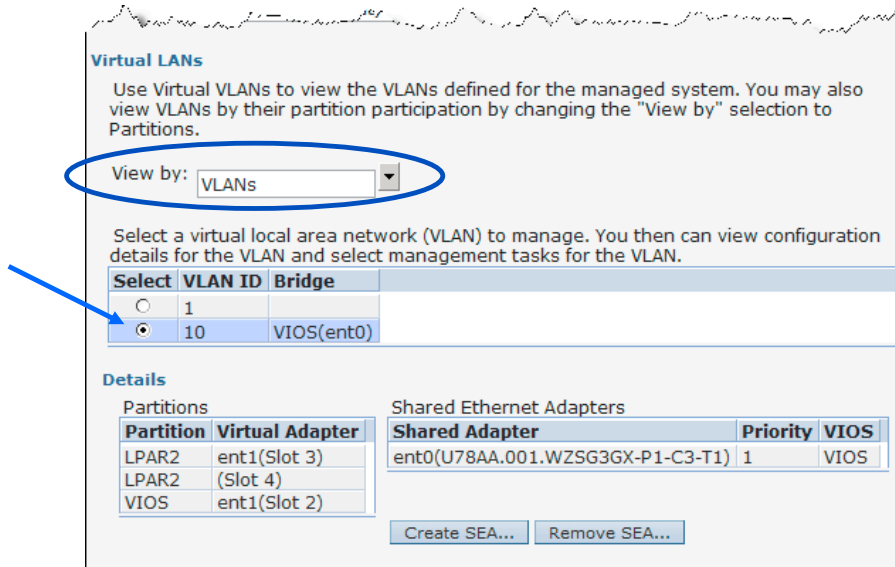 Virtual LANs
Use Virtual VLANs to view the VLANs defined for the managed system. You may also
view VLANs by their partition participation by changing the "View by" selection to
Partitions.
View by: VLANs
Select a virtual local area network (VLAN) to manage. You then can view configuration
details for the VLAN and select management tasks for the VLAN.
Select VLAN ID Bridge
1
10 VIOS(ent0)
Details
Partitions
Partition Virtual Adapter
LPAR2 ent1(Slot 3)
LPAR2 (Slot 4)
VIOS ent1(Slot 2)
Shared Ethernet Adapters
Shared Adapter Priority VIOS
ent0(U78AA.001.WZSG3GX-P1-C3-T1) 1 VIOS
Create SEA... Remove SEA...